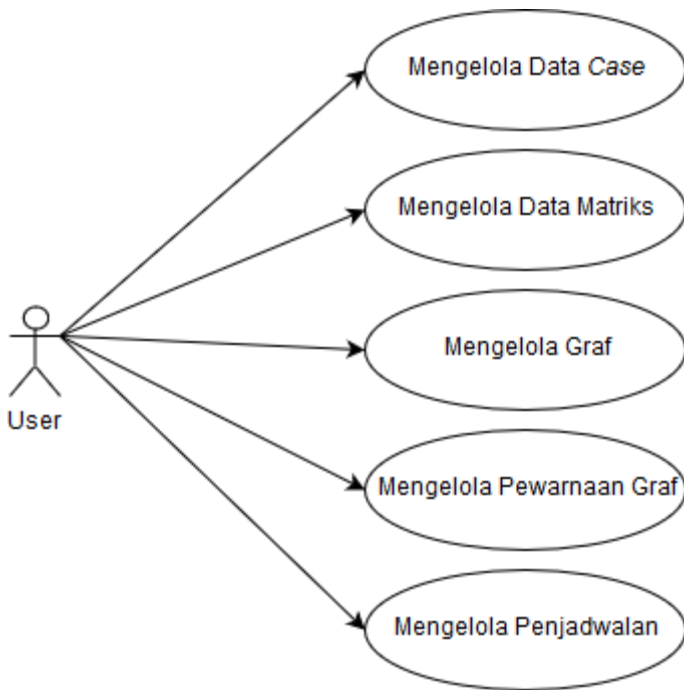 Mengelola Data Case
Mengelola Data Matriks
Mengelola Graf
User
Mengelola Pewarnaan Graf
Mengelola Penjadwalan